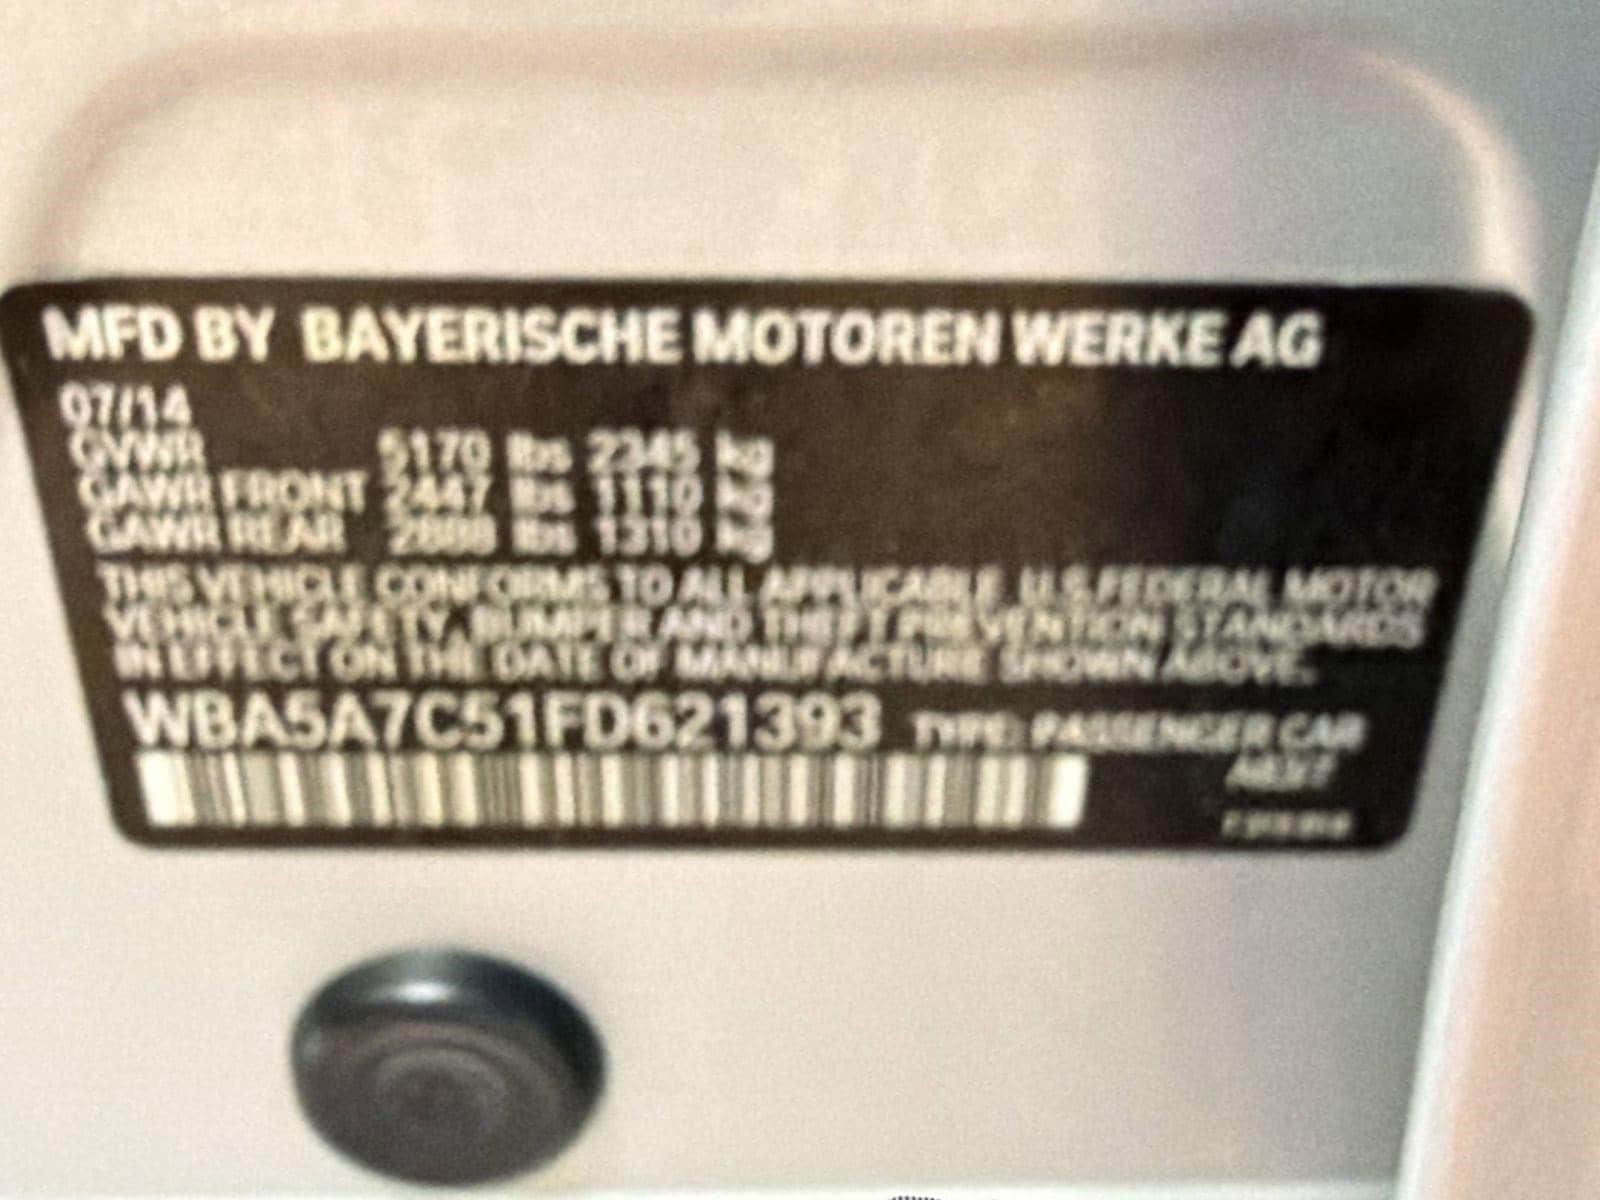 MFD BY BAYERISCHE MOTOREN WERKE AG
07/14
GVWR 5170 lbs 2345 kg
GAWR FRONT 2447 lbs 1110 kg
GAWR REAR 2888 lbs 1310 kg
THIS VEHICLE CONFORMS TO ALL APPLICABLE U.S.FEDERAL MOTOR
VEHICLE SAFETY, BUMPER AND THEFT PREVENTION STANDARDS
IN EFFECT ON THE DATE OF MANUFACTURE SHOWN ABOVE.
WBA5A7C51FD621393 TYPE: PASSENGER CAR